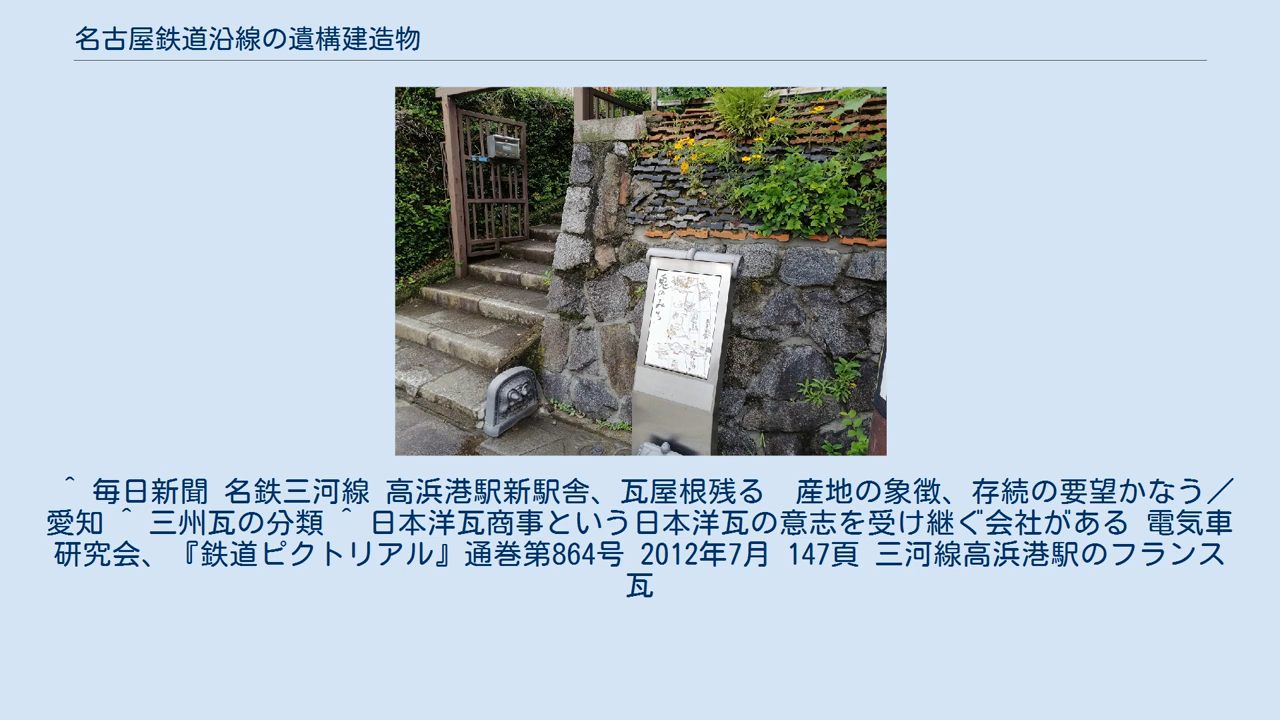 名古屋鉄道沿線の遺構建造物
鬼のみち
＾ 毎日新聞 名鉄三河線 高浜港駅新駅舎、瓦屋根残る　産地の象徴、存続の要望かなう／
愛知 ＾ 三州瓦の分類 ＾ 日本洋瓦商事という日本洋瓦の意志を受け継ぐ会社がある 電気車
研究会、『鉄道ピクトリアル』通巻第864号 2012年7月 147頁 三河線高浜港駅のフランス
瓦